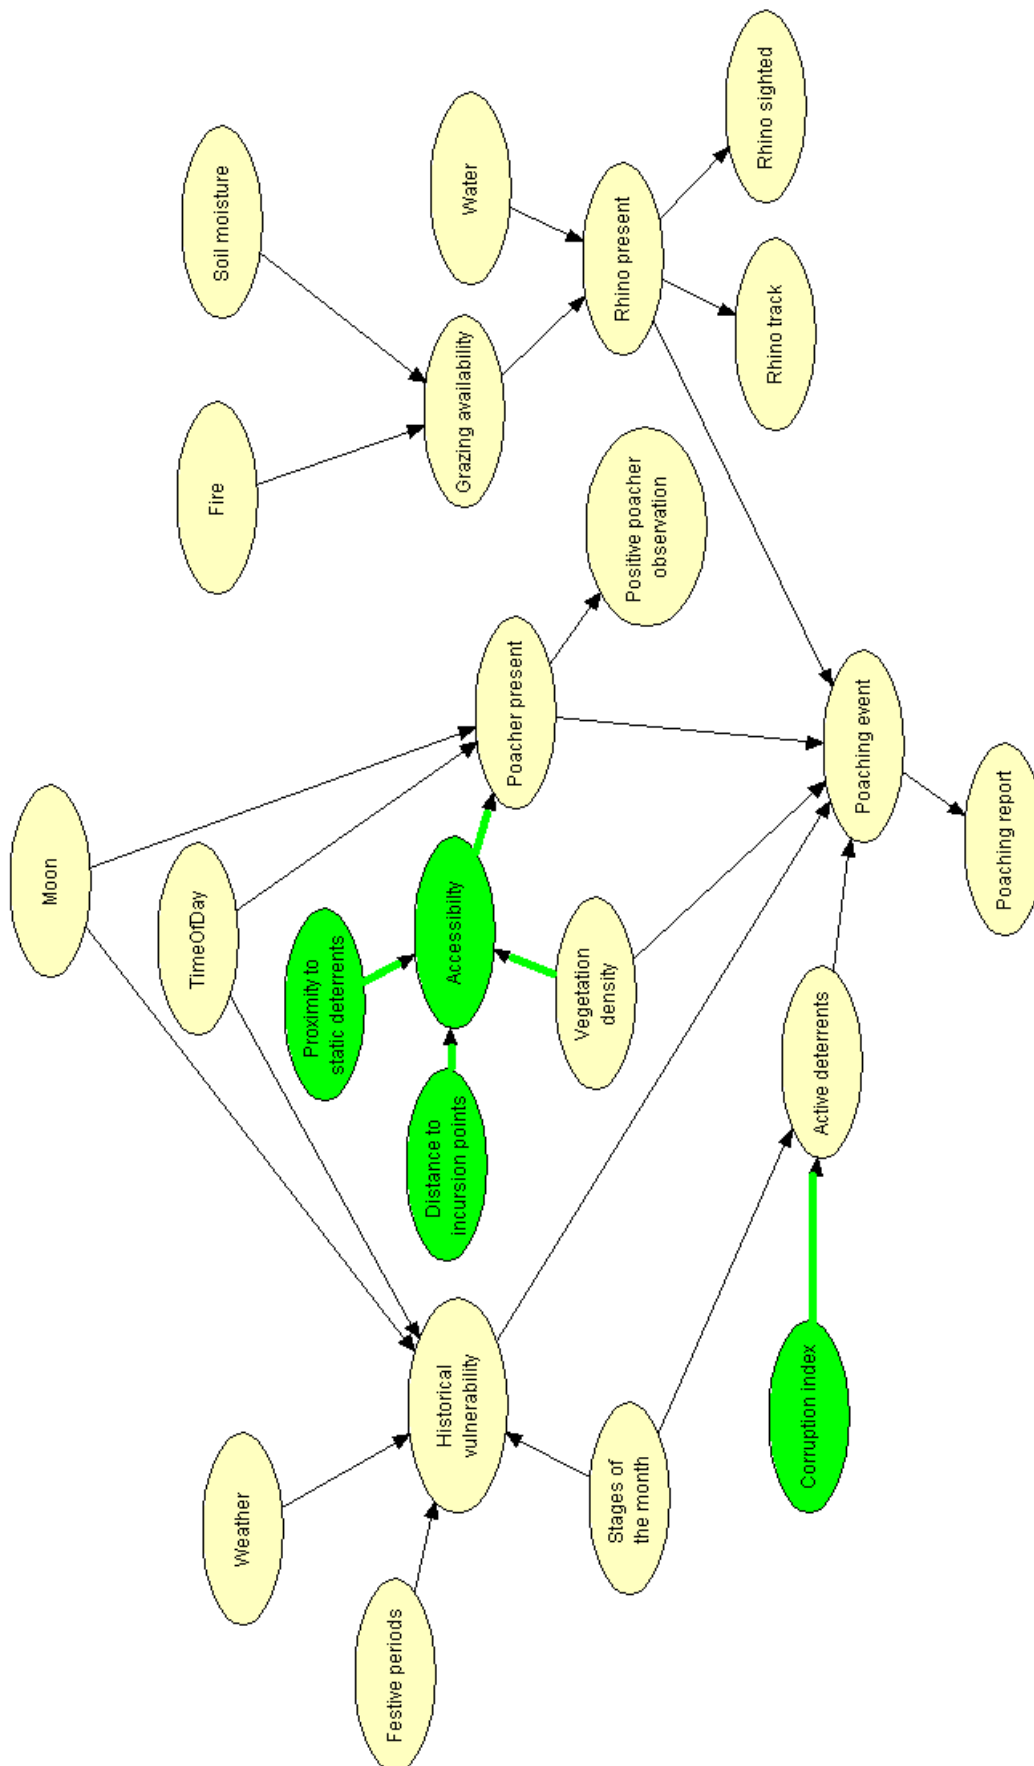 Moon
TimeOfDay
Soil moisture
Fire
Weather
Proximity to
static deterrents
Water
Festive periods
Historical
vulnerability
Distance to
incursion points
Accessibilty
Grazing availability
Poacher present
Stages of
the month
Vegetation
density
Positive poacher
observation
Rhino present
Corruption index
Active deterrents
Rhino track
Rhino sighted
Poaching event
Poaching report